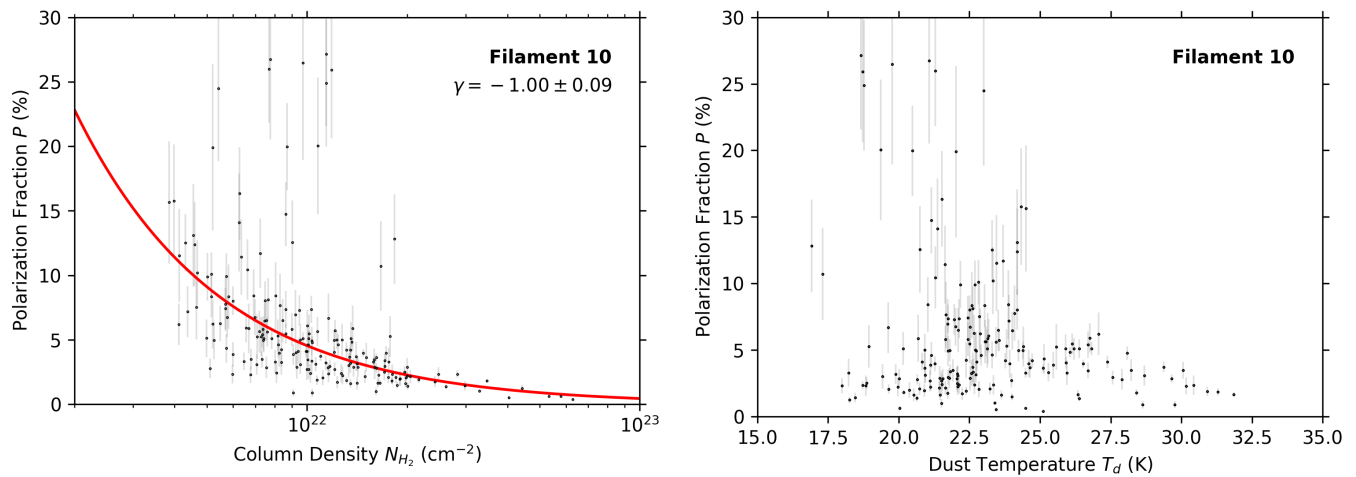 30
25
20
15
10
5
0
Polarization Fraction P (%)
Filament 10
γ = −1.00 ± 0.09
10²² 10²³
Column Density N_{H₂} (cm⁻²)
30
25
20
15
10
5
0
Polarization Fraction P (%)
Filament 10
15.0 17.5 20.0 22.5 25.0 27.5 30.0 32.5 35.0
Dust Temperature T_d (K)